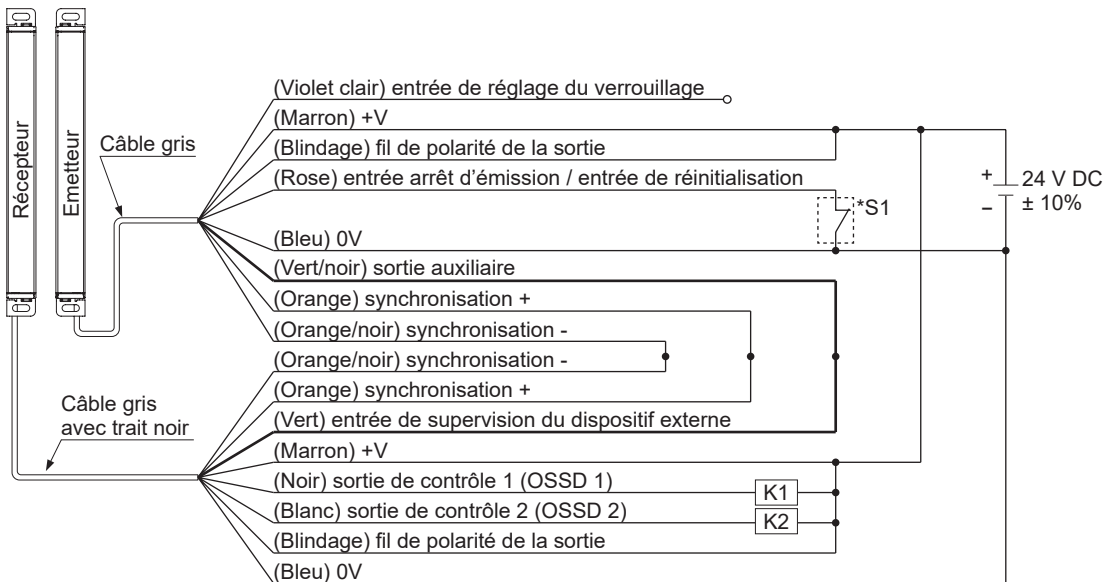 Récepteur
Emetteur
Câble gris
(Violet clair) entrée de réglage du verrouillage
(Marron) +V
(Blindage) fil de polarité de la sortie
(Rose) entrée arrêt d'émission / entrée de réinitialisation
*S1
+
−
24 V DC
± 10%
(Bleu) 0V
(Vert/noir) sortie auxiliaire
(Orange) synchronisation +
(Orange/noir) synchronisation -
(Orange/noir) synchronisation -
(Orange) synchronisation +
Câble gris
avec trait noir
(Vert) entrée de supervision du dispositif externe
(Marron) +V
(Noir) sortie de contrôle 1 (OSSD 1)
K1
(Blanc) sortie de contrôle 2 (OSSD 2)
K2
(Blindage) fil de polarité de la sortie
(Bleu) 0V